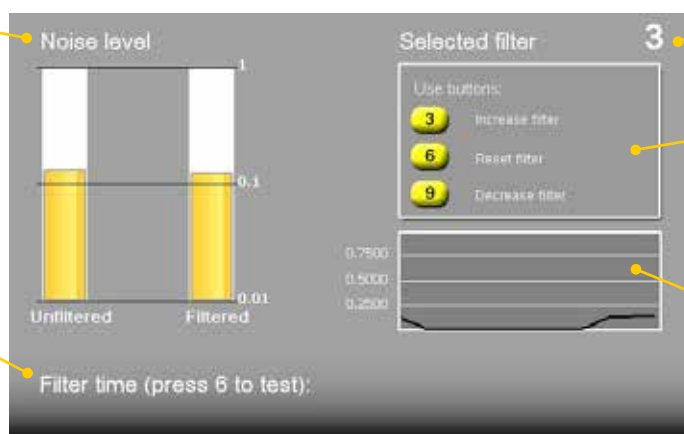 Noise level
1
0.1
0.01
Unfiltered
Filtered
Selected filter
3
Use buttons:
3 Increase filter
6 Reset filter
9 Decrease filter
0.7500
0.5000
0.2500
Filter time (press 6 to test):